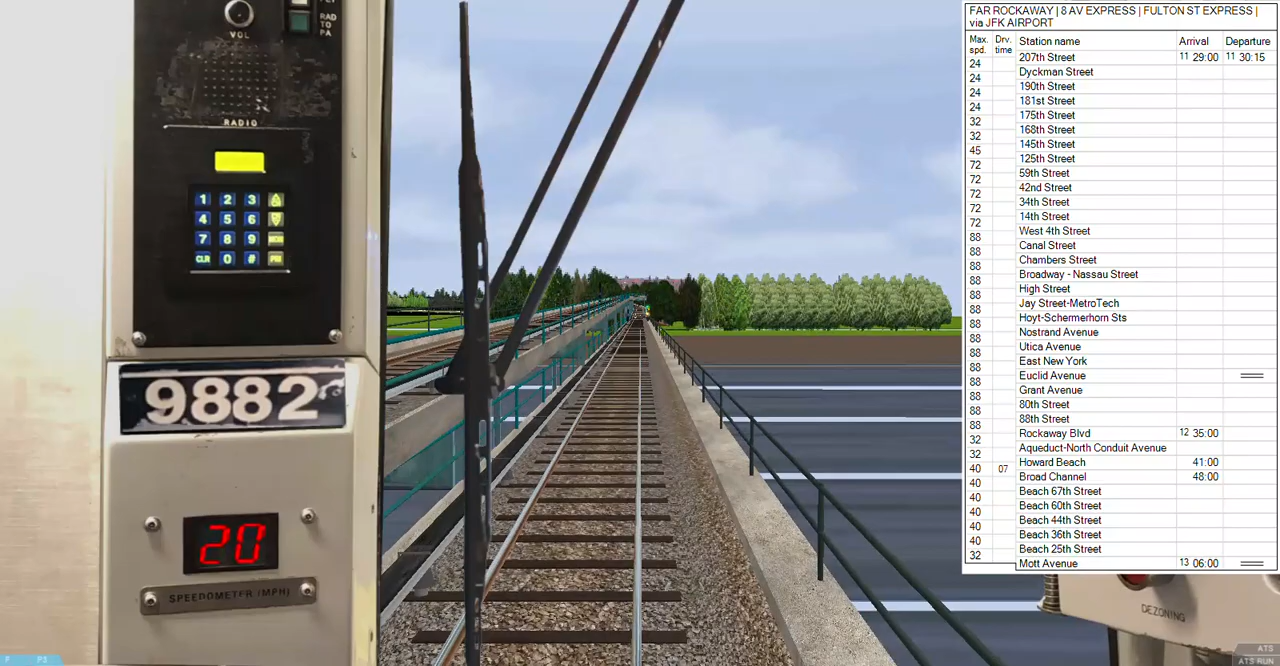 VOL
RAD
TO
PA
RADIO
1 2 3
4 5 6
7 8 9
CLR 0 #
9882
20
SPEEDOMETER (MPH)
P P3
FAR ROCKAWAY | 8 AV EXPRESS | FULTON ST EXPRESS |
via JFK AIRPORT
Max. spd. Drv. time Station name Arrival Departure
207th Street 11 29:00 11 30:15
24
Dyckman Street
24
190th Street
24
181st Street
24
175th Street
32
168th Street
32
145th Street
45
125th Street
72
59th Street
72
42nd Street
72
34th Street
72
14th Street
72
West 4th Street
88
Canal Street
88
Chambers Street
88
Broadway - Nassau Street
88
High Street
88
Jay Street-MetroTech
88
Hoyt-Schermerhorn Sts
88
Nostrand Avenue
88
Utica Avenue
88
East New York
88
Euclid Avenue
88
Grant Avenue
88
80th Street
88
88th Street
88
Rockaway Blvd 12 35:00
32
Aqueduct-North Conduit Avenue
32
Howard Beach 41:00
40 07
Broad Channel 48:00
40
Beach 67th Street
40
Beach 60th Street
40
Beach 44th Street
40
Beach 36th Street
40
Beach 25th Street
32
Mott Avenue 13 06:00
DEZONING
ATS
ATS RUN